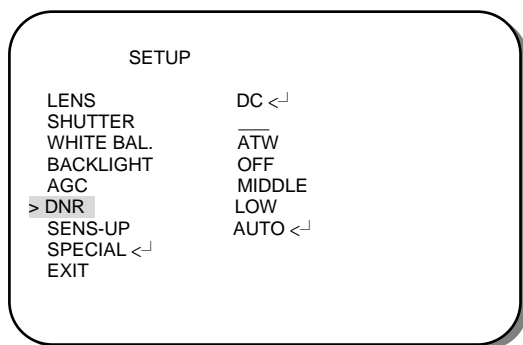 SETUP
LENS DC <┘
SHUTTER ___
WHITE BAL. ATW
BACKLIGHT OFF
AGC MIDDLE
> DNR LOW
SENS-UP AUTO <┘
SPECIAL <┘
EXIT